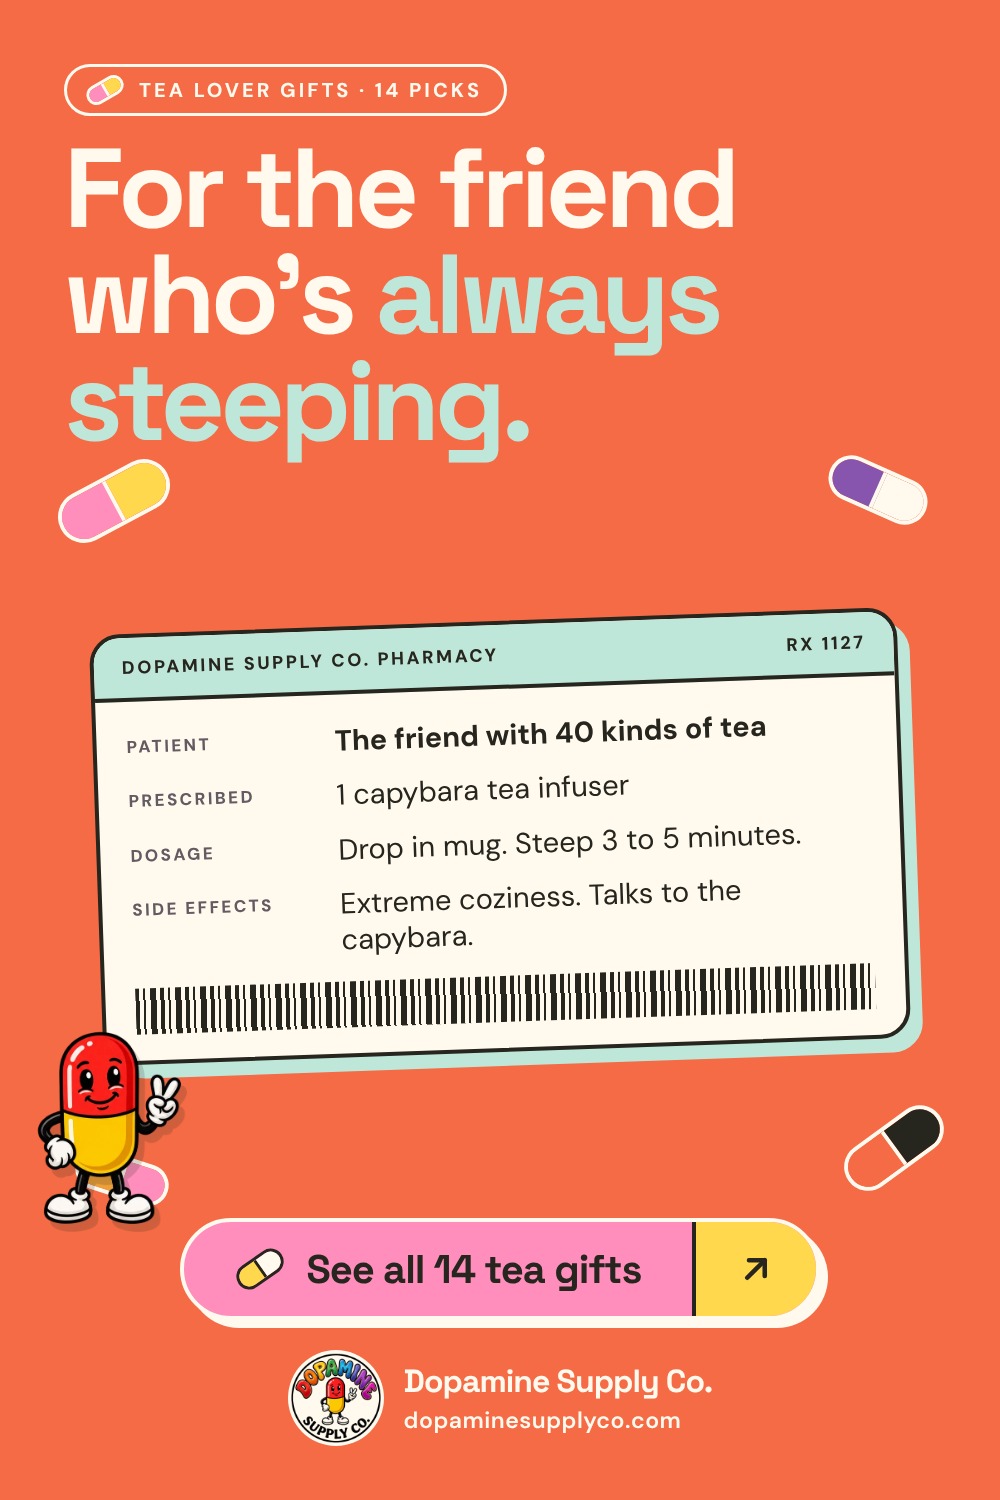 TEA LOVER GIFTS · 14 PICKS
For the friend
who’s always
steeping.
DOPAMINE SUPPLY CO. PHARMACY
RX 1127
PATIENT
The friend with 40 kinds of tea
PRESCRIBED
1 capybara tea infuser
DOSAGE
Drop in mug. Steep 3 to 5 minutes.
SIDE EFFECTS
Extreme coziness. Talks to the
capybara.
See all 14 tea gifts
DOPAMINE
SUPPLY CO.
Dopamine Supply Co.
dopaminesupplyco.com